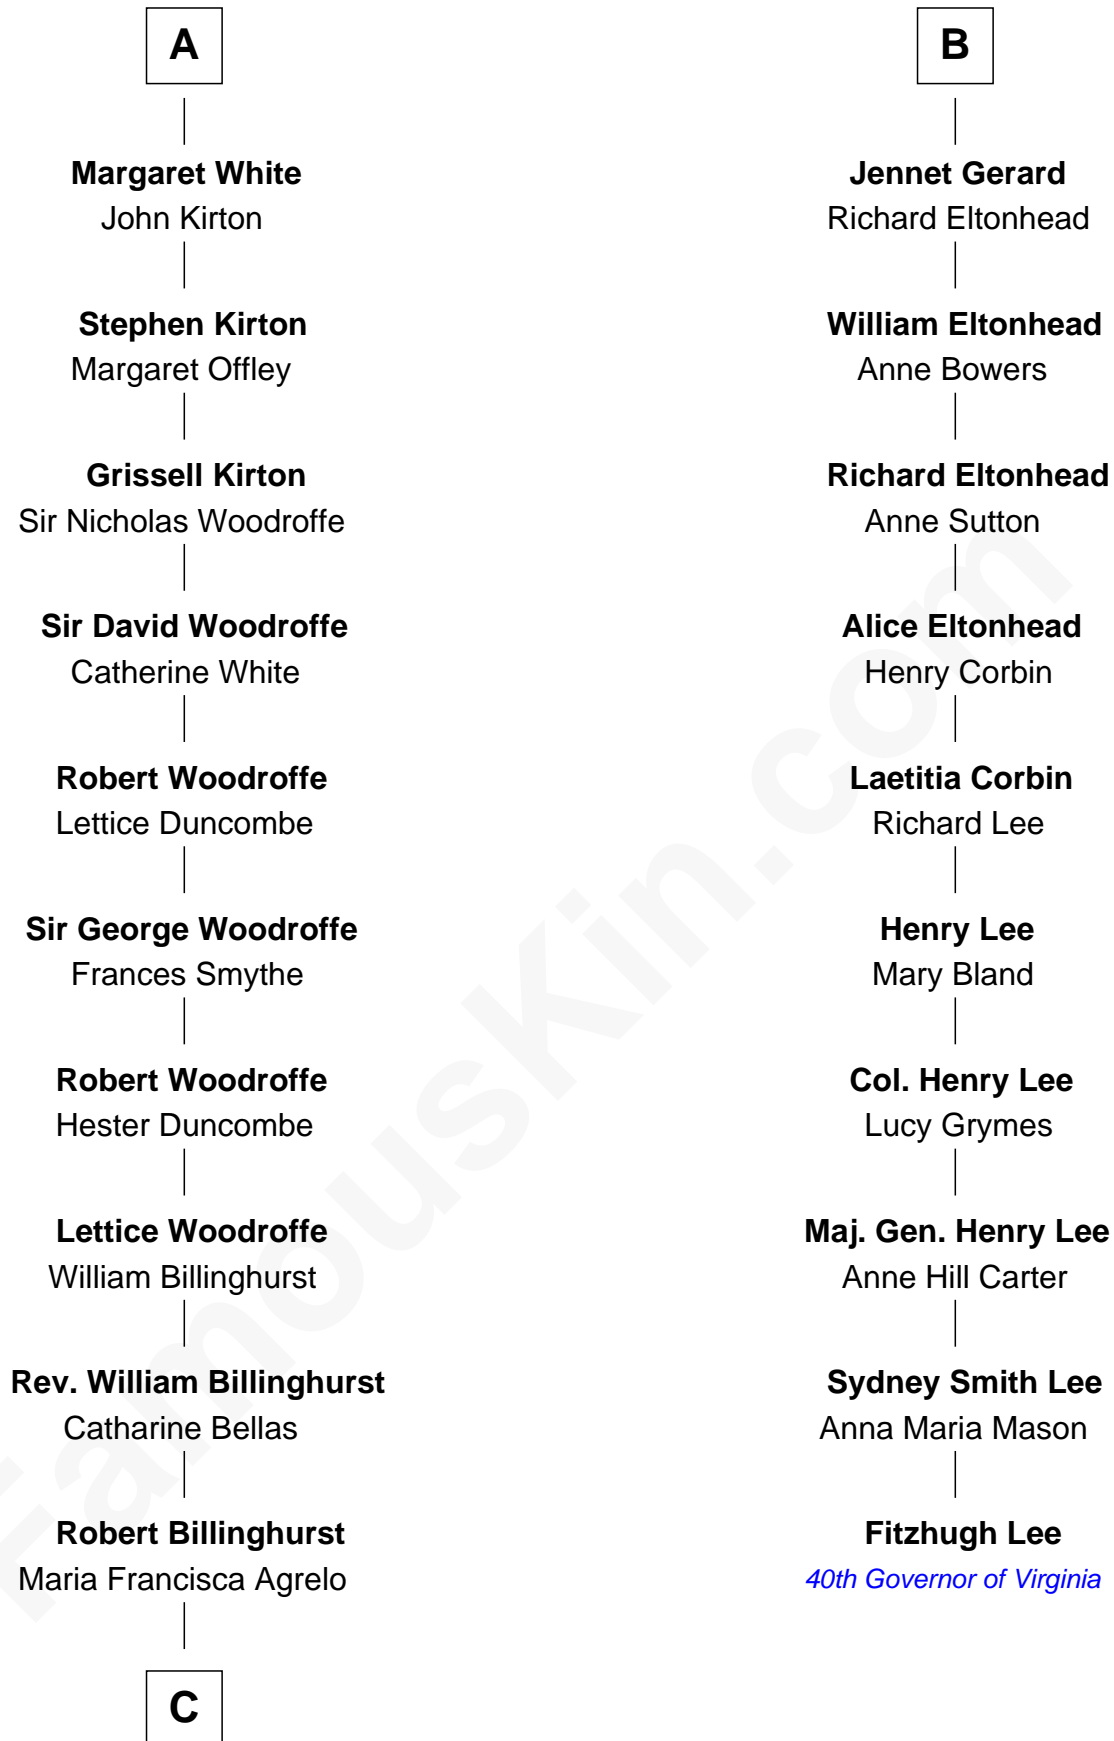 A
Margaret White
John Kirton
Stephen Kirton
Margaret Offley
Grissell Kirton
Sir Nicholas Woodroffe
Sir David Woodroffe
Catherine White
Robert Woodroffe
Lettice Duncombe
Sir George Woodroffe
Frances Smythe
Robert Woodroffe
Hester Duncombe
Lettice Woodroffe
William Billinghurst
Rev. William Billinghurst
Catharine Bellas
Robert Billinghurst
Maria Francisca Agrelo
C
B
Jennet Gerard
Richard Eltonhead
William Eltonhead
Anne Bowers
Richard Eltonhead
Anne Sutton
Alice Eltonhead
Henry Corbin
Laetitia Corbin
Richard Lee
Henry Lee
Mary Bland
Col. Henry Lee
Lucy Grymes
Maj. Gen. Henry Lee
Anne Hill Carter
Sydney Smith Lee
Anna Maria Mason
Fitzhugh Lee
40th Governor of Virginia
FamousKin.com